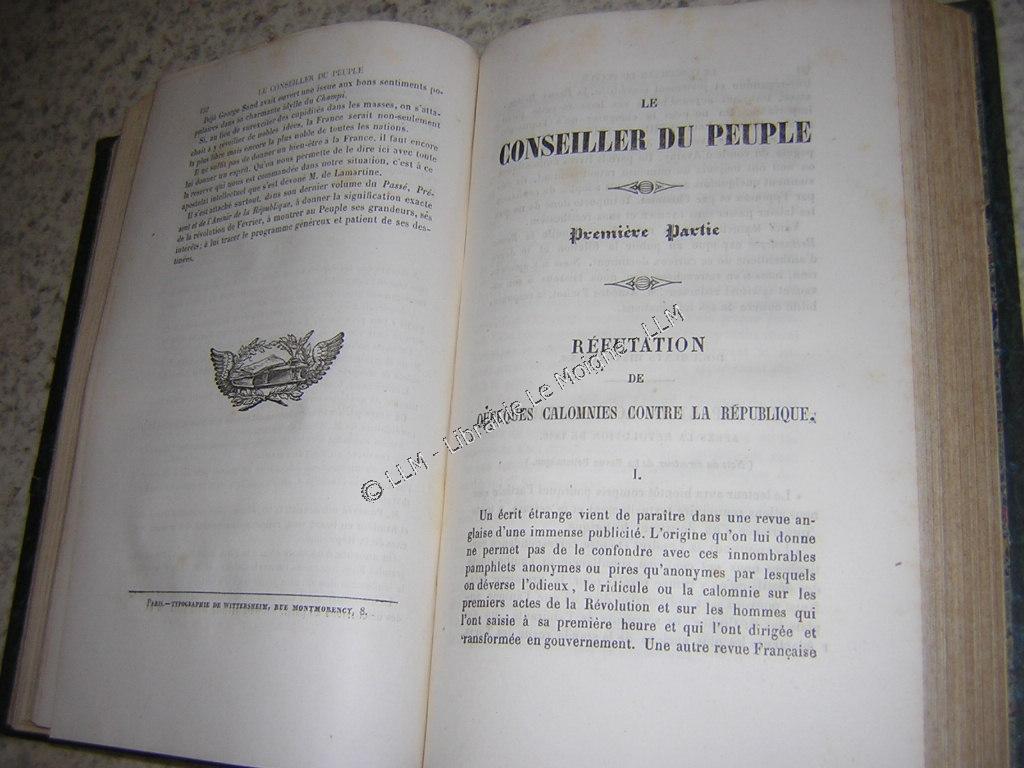 LE CONSEILLER DU PEUPLE
Déjà George Sand avait ouvert une issue aux bons sentiments po-
pulaires dans sa charmante idylle du Champi.
Si, au lieu de surexciter des cupidités dans les masses, on s'atta-
chait à y réveiller de nobles idées, la France serait non-seulement
la plus libre mais encore la plus noble de toutes les nations.
Il ne suffit pas de donner un bien-être à la France, il faut encore
lui donner un esprit. Qu'on nous permette de le dire ici avec toute
la reserve qui nous est commandée dans notre situation, c'est à ce
apostolat intellectuel que s'est dévoué M. de Lamartine.
Il s'est attaché surtout, dans son dernier volume du Passé, Pré-
sent et de l'Avenir de la République, à donner la signification exacte
de la révolution de Février, à montrer au Peuple ses grandeurs, ses
intérêts; à lui tracer le programme généreux et patient de ses des-
tinées.
PARIS.—TYPOGRAPHIE DE WITTERSHEIM, RUE MONTMORENCY, 8.
LE
CONSEILLER DU PEUPLE
Première Partie
RÉFUTATION
DE
QUELQUES CALOMNIES CONTRE LA RÉPUBLIQUE.
I.
Un écrit étrange vient de paraître dans une revue an-
glaise d'une immense publicité. L'origine qu'on lui donne
ne permet pas de le confondre avec ces innombrables
pamphlets anonymes ou pires qu'anonymes par lesquels
on déverse l'odieux, le ridicule ou la calomnie sur les
premiers actes de la Révolution et sur les hommes qui
l'ont saisie à sa première heure et qui l'ont dirigée et
transformée en gouvernement. Une autre revue Française
© LLM - Librairie Le Moigne LLM